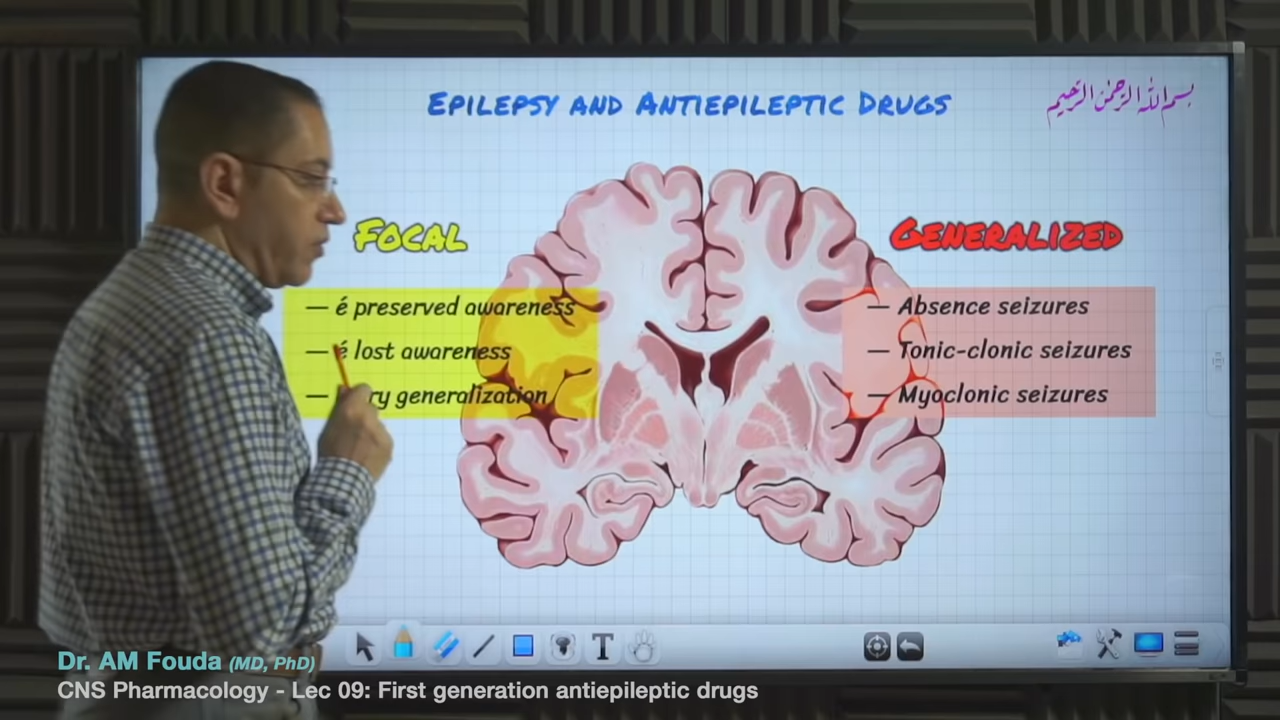 EPILEPSY AND ANTIEPILEPTIC DRUGS
بسم الله الرحمن الرحيم
FOCAL
— é preserved awareness
— é lost awareness
— ry generalization
GENERALIZED
— Absence seizures
— Tonic-clonic seizures
— Myoclonic seizures
T
Dr. AM Fouda (MD, PhD)
CNS Pharmacology - Lec 09: First generation antiepileptic drugs